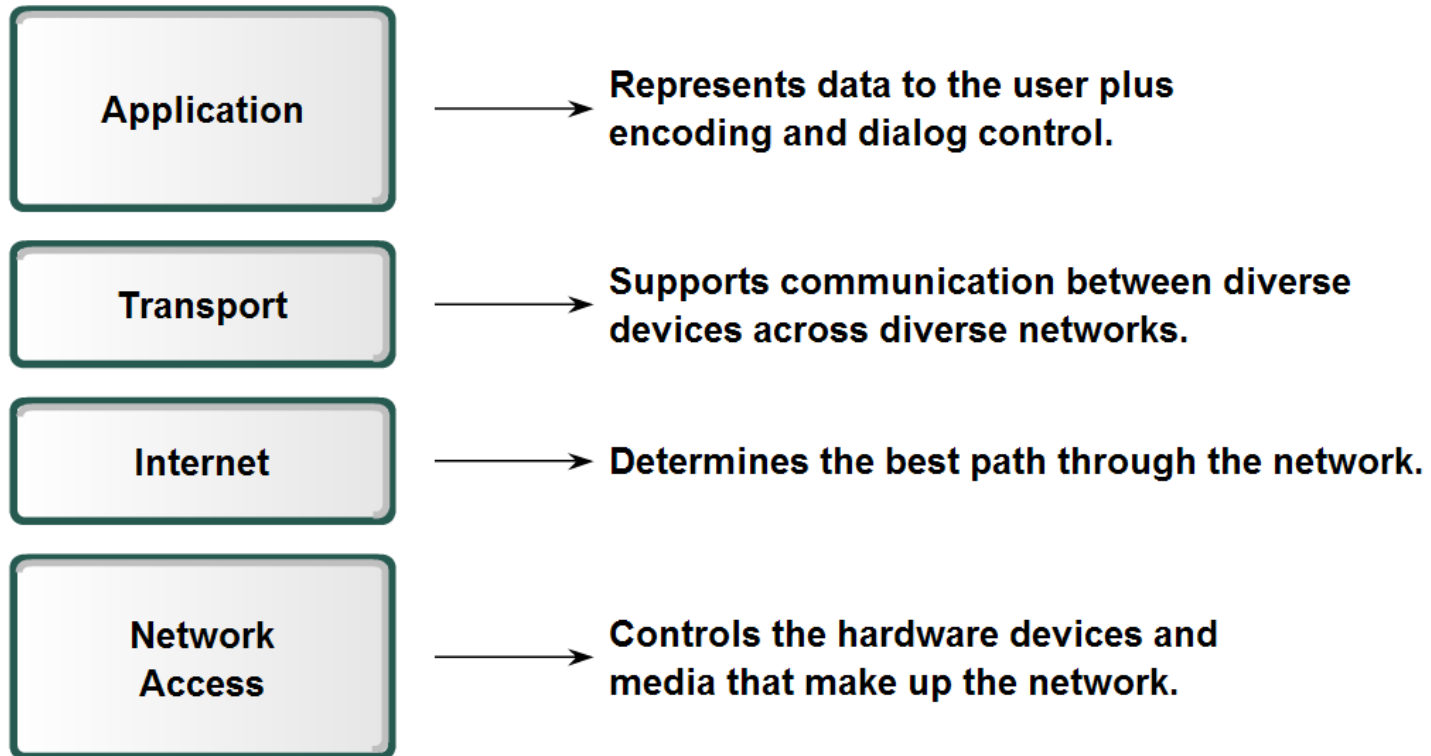 Application
Represents data to the user plus
encoding and dialog control.
Transport
Supports communication between diverse
devices across diverse networks.
Internet
Determines the best path through the network.
Network
Access
Controls the hardware devices and
media that make up the network.